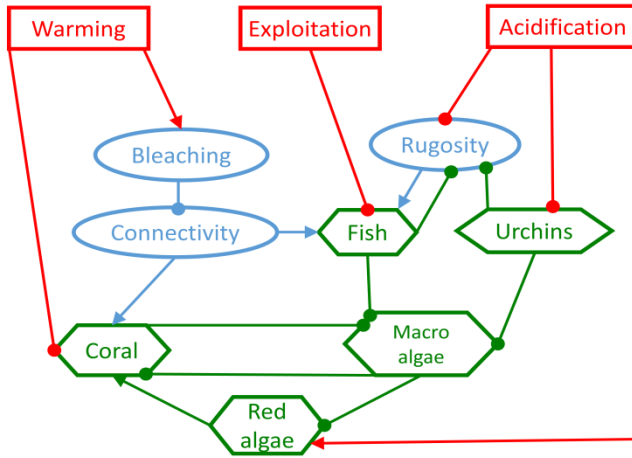 Warming
Exploitation
Acidification
Bleaching
Rugosity
Connectivity
Fish
Urchins
Coral
Macro
algae
Red
algae